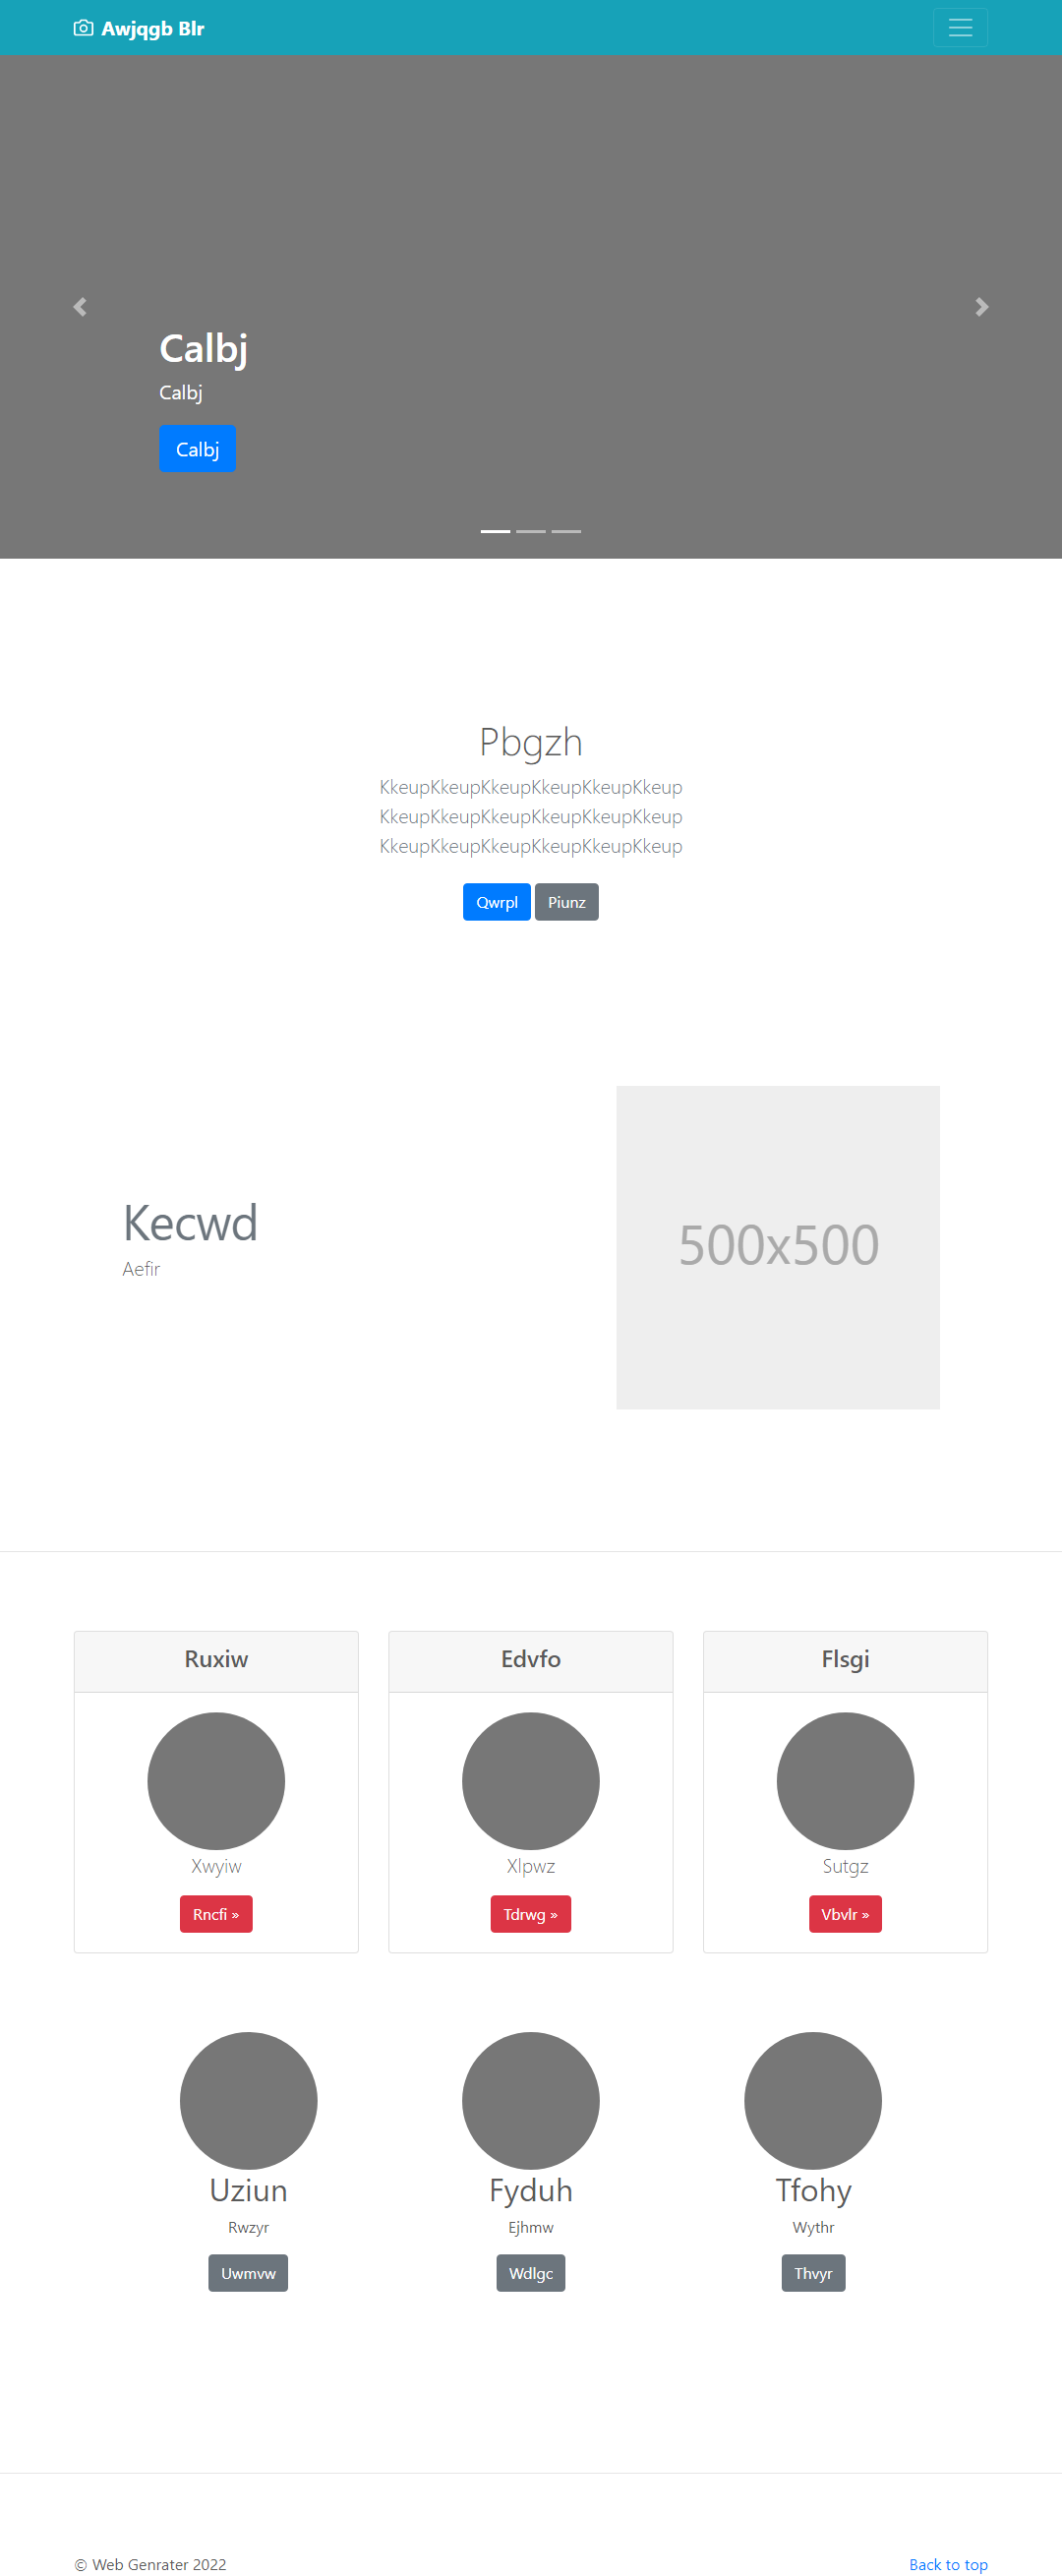 Awjqgb Blr
Calbj
Calbj
Calbj
Pbgzh
KkeupKkeupKkeupKkeupKkeupKkeup
KkeupKkeupKkeupKkeupKkeupKkeup
KkeupKkeupKkeupKkeupKkeupKkeup
Qwrpl Piunz
Kecwd
Aefir
500x500
Ruxiw Edvfo Flsgi
Xwyiw Xlpwz Sutgz
Rncfi » Tdrwg » Vbvlr »
Uziun Fyduh Tfohy
Rwzyr Ejhmw Wythr
Uwmvw Wdlgc Thvyr
© Web Genrater 2022 Back to top